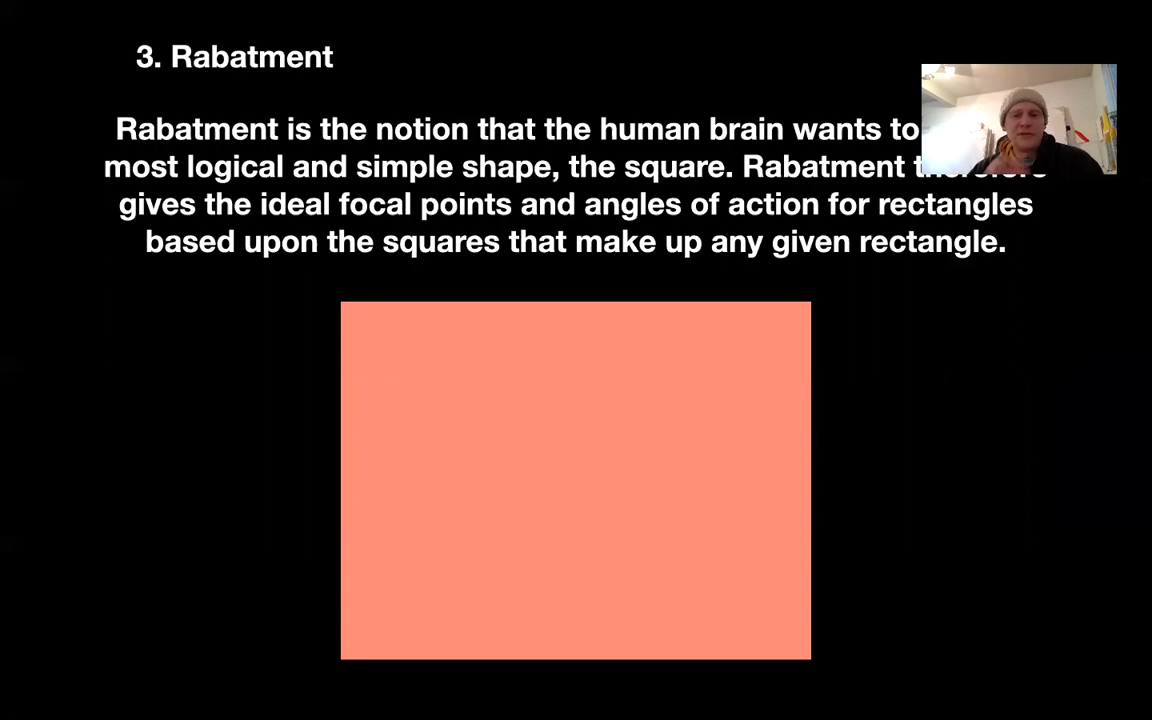 3. Rabatment
Rabatment is the notion that the human brain wants to
most logical and simple shape, the square. Rabatment
gives the ideal focal points and angles of action for rectangles
based upon the squares that make up any given rectangle.